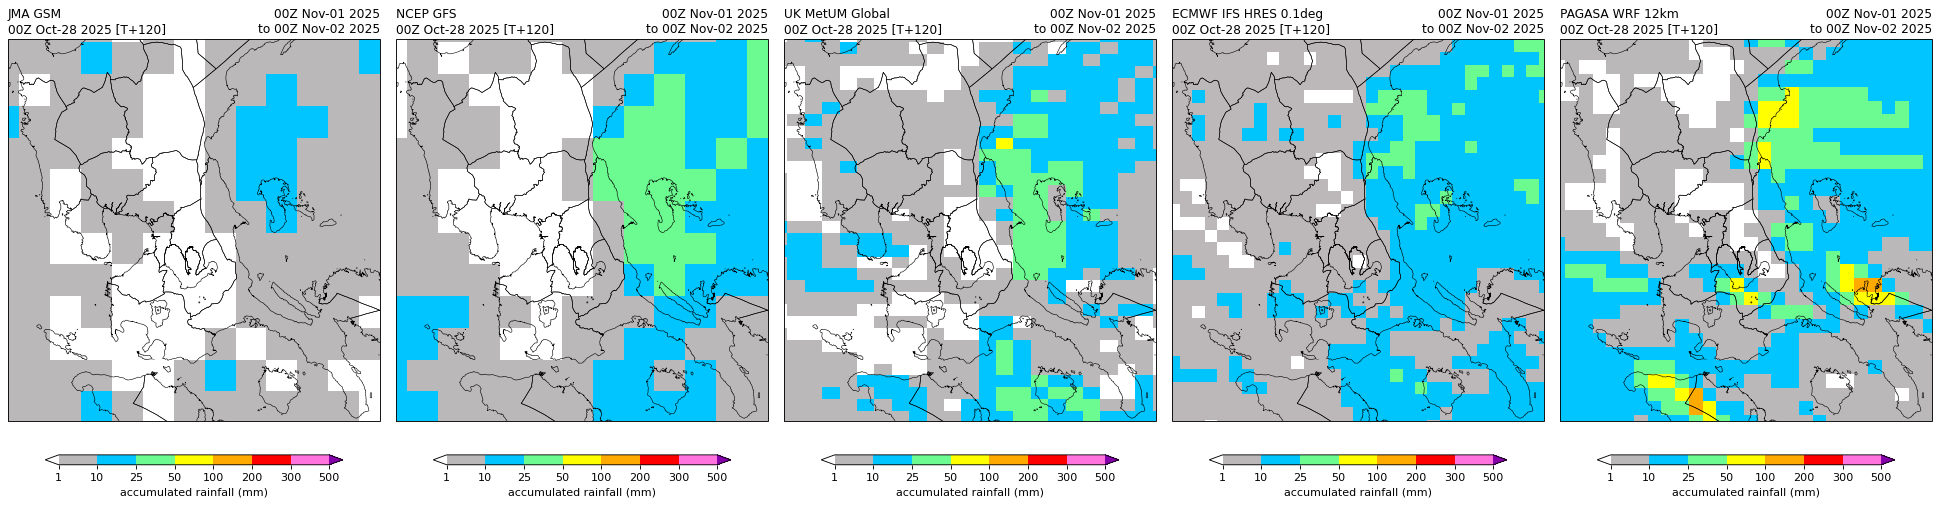 JMA GSM
00Z Oct-28 2025 [T+120]
00Z Nov-01 2025
to 00Z Nov-02 2025
NCEP GFS
00Z Oct-28 2025 [T+120]
00Z Nov-01 2025
to 00Z Nov-02 2025
UK MetUM Global
00Z Oct-28 2025 [T+120]
00Z Nov-01 2025
to 00Z Nov-02 2025
ECMWF IFS HRES 0.1deg
00Z Oct-28 2025 [T+120]
00Z Nov-01 2025
to 00Z Nov-02 2025
PAGASA WRF 12km
00Z Oct-28 2025 [T+120]
00Z Nov-01 2025
to 00Z Nov-02 2025
1 10 25 50 100 200 300 500
accumulated rainfall (mm)
1 10 25 50 100 200 300 500
accumulated rainfall (mm)
1 10 25 50 100 200 300 500
accumulated rainfall (mm)
1 10 25 50 100 200 300 500
accumulated rainfall (mm)
1 10 25 50 100 200 300 500
accumulated rainfall (mm)